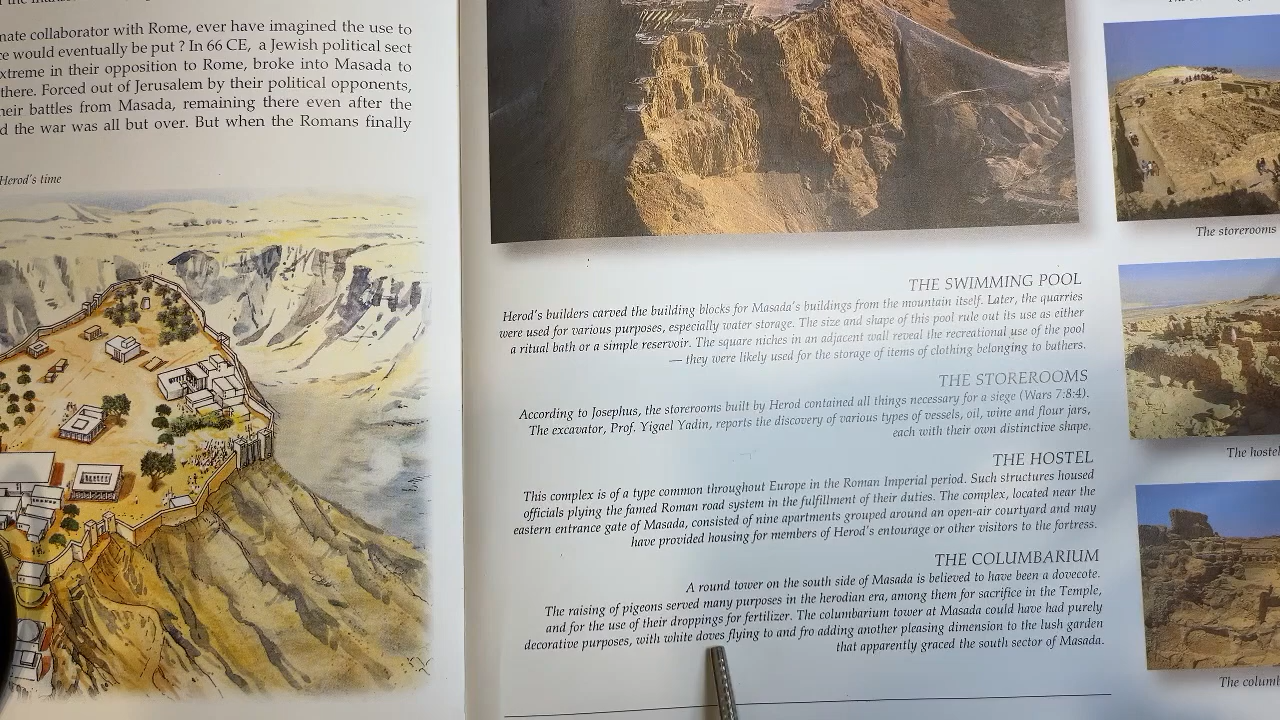 mate collaborator with Rome, ever have imagined the use to
ce would eventually be put ? In 66 CE, a Jewish political sect
xtreme in their opposition to Rome, broke into Masada to
there. Forced out of Jerusalem by their political opponents,
heir battles from Masada, remaining there even after the
d the war was all but over. But when the Romans finally
Herod's time
THE SWIMMING POOL
Herod's builders carved the building blocks for Masada's buildings from the mountain itself. Later, the quarries
were used for various purposes, especially water storage. The size and shape of this pool rule out its use as either
a ritual bath or a simple reservoir. The square niches in an adjacent wall reveal the recreational use of the pool
— they were likely used for the storage of items of clothing belonging to bathers.
THE STOREROOMS
According to Josephus, the storerooms built by Herod contained all things necessary for a siege (Wars 7:8:4).
The excavator, Prof. Yigael Yadin, reports the discovery of various types of vessels, oil, wine and flour jars,
each with their own distinctive shape.
THE HOSTEL
This complex is of a type common throughout Europe in the Roman Imperial period. Such structures housed
officials plying the famed Roman road system in the fulfillment of their duties. The complex, located near the
eastern entrance gate of Masada, consisted of nine apartments grouped around an open-air courtyard and may
have provided housing for members of Herod's entourage or other visitors to the fortress.
THE COLUMBARIUM
A round tower on the south side of Masada is believed to have been a dovecote.
The raising of pigeons served many purposes in the herodian era, among them for sacrifice in the Temple,
and for the use of their droppings for fertilizer. The columbarium tower at Masada could have had purely
decorative purposes, with white doves flying to and fro adding another pleasing dimension to the lush garden
that apparently graced the south sector of Masada.
The storerooms
The hostel
The columb